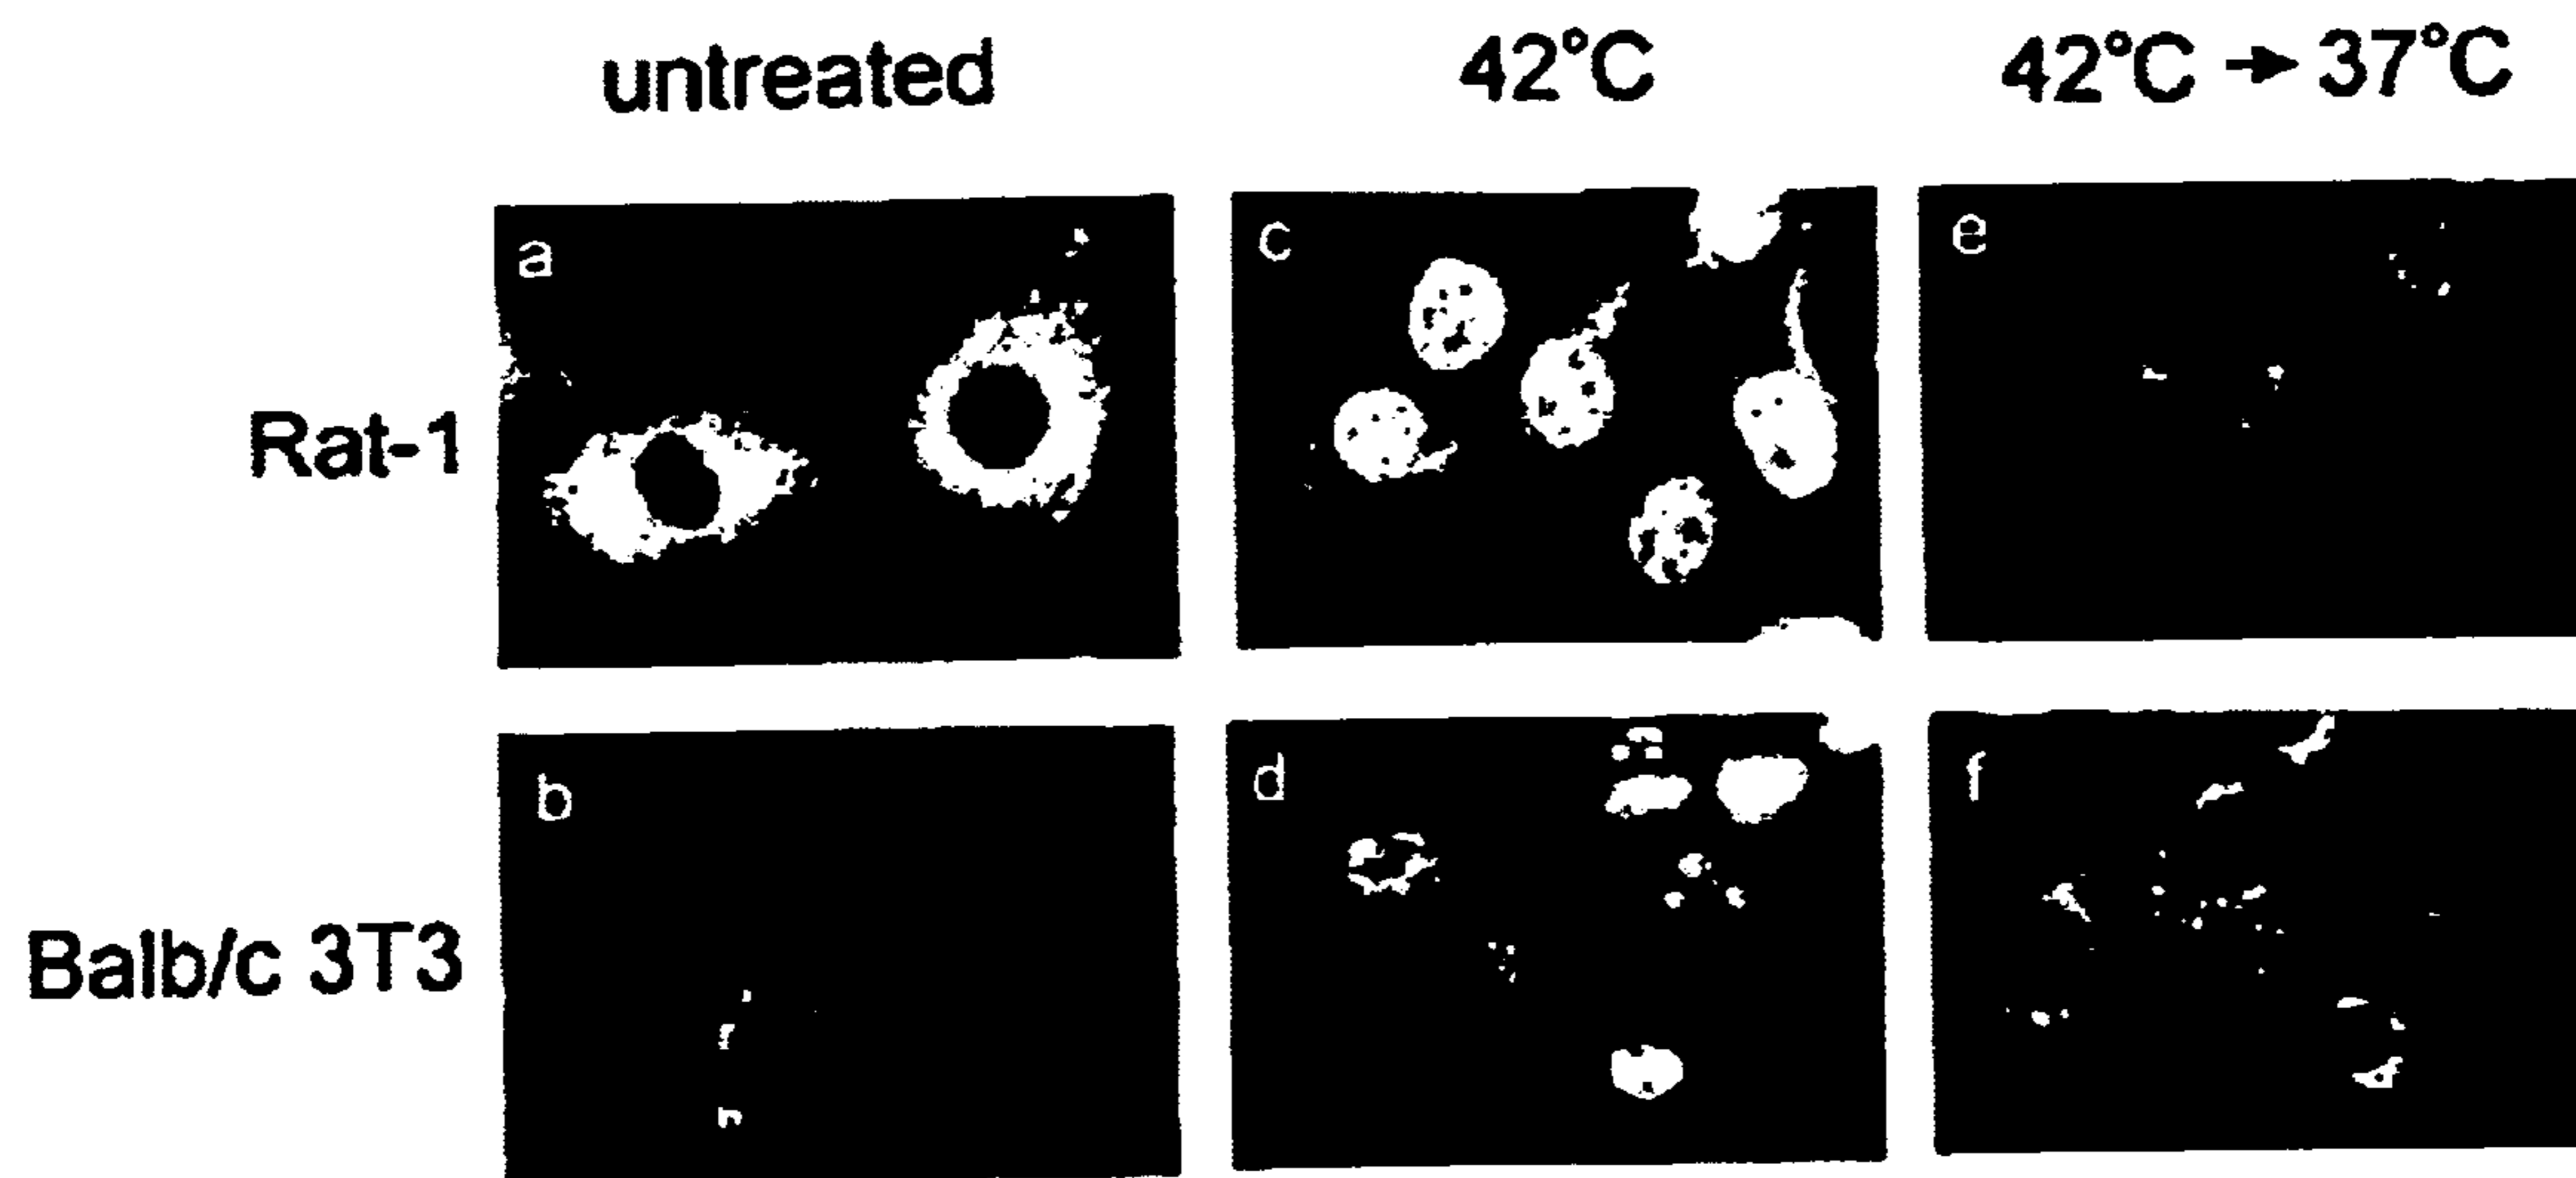 untreated 42°C 42°C → 37°C
a c e
Rat-1
b d f
Balb/c 3T3